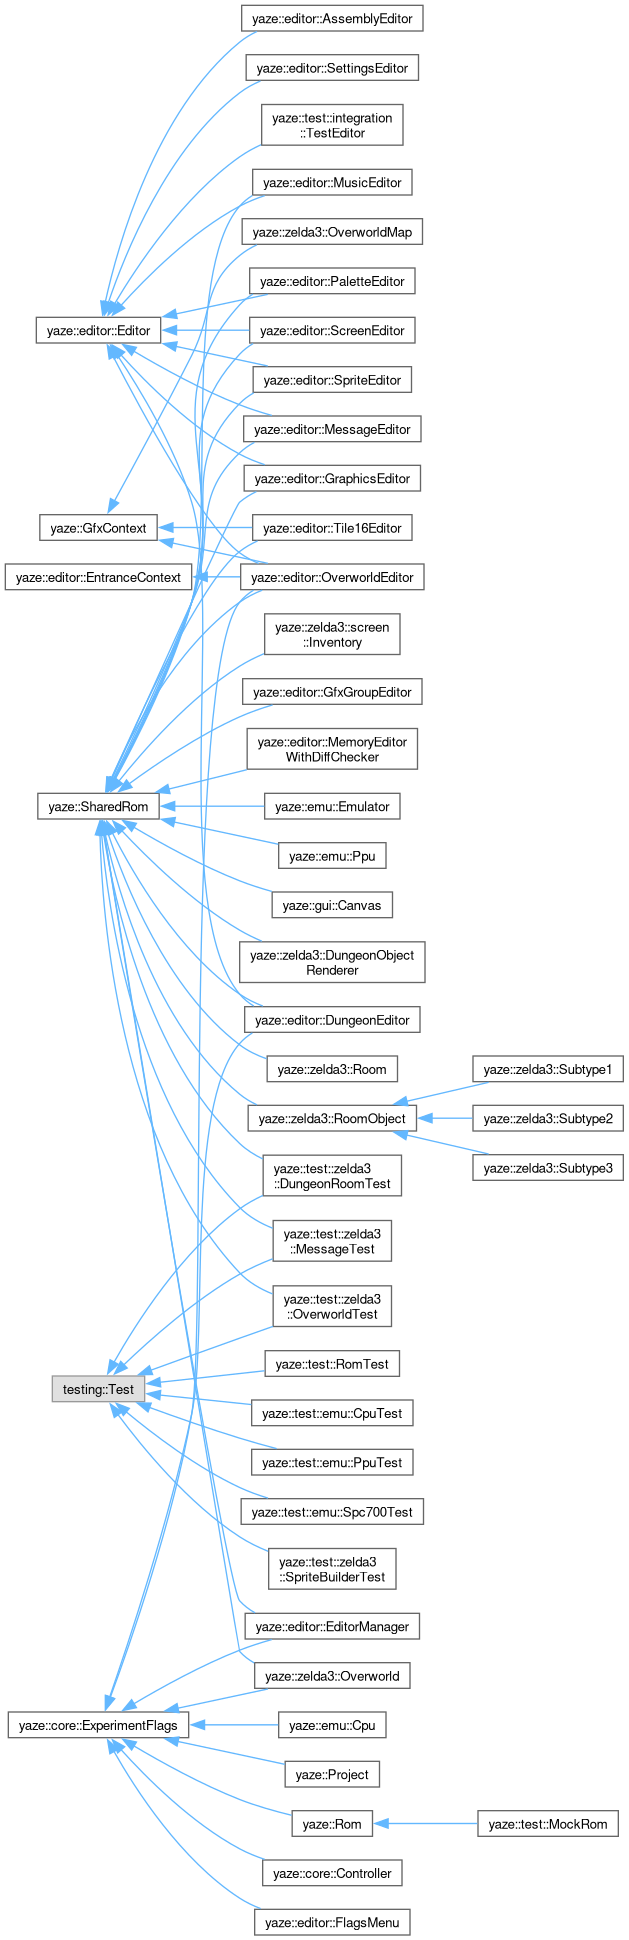 yaze::editor::AssemblyEditor
yaze::editor::SettingsEditor
yaze::test::integration
::TestEditor
yaze::editor::MusicEditor
yaze::zelda3::OverworldMap
yaze::editor::PaletteEditor
yaze::editor::Editor
yaze::editor::ScreenEditor
yaze::editor::SpriteEditor
yaze::editor::MessageEditor
yaze::editor::GraphicsEditor
yaze::GfxContext
yaze::editor::Tile16Editor
yaze::editor::EntranceContext
yaze::editor::OverworldEditor
yaze::zelda3::screen
::Inventory
yaze::editor::GfxGroupEditor
yaze::editor::MemoryEditor
WithDiffChecker
yaze::SharedRom
yaze::emu::Emulator
yaze::emu::Ppu
yaze::gui::Canvas
yaze::zelda3::DungeonObject
Renderer
yaze::editor::DungeonEditor
yaze::zelda3::Room
yaze::zelda3::Subtype1
yaze::zelda3::RoomObject
yaze::zelda3::Subtype2
yaze::zelda3::Subtype3
yaze::test::zelda3
::DungeonRoomTest
yaze::test::zelda3
::MessageTest
yaze::test::zelda3
::OverworldTest
yaze::test::RomTest
testing::Test
yaze::test::emu::CpuTest
yaze::test::emu::PpuTest
yaze::test::emu::Spc700Test
yaze::test::zelda3
::SpriteBuilderTest
yaze::editor::EditorManager
yaze::zelda3::Overworld
yaze::core::ExperimentFlags
yaze::emu::Cpu
yaze::Project
yaze::Rom
yaze::test::MockRom
yaze::core::Controller
yaze::editor::FlagsMenu